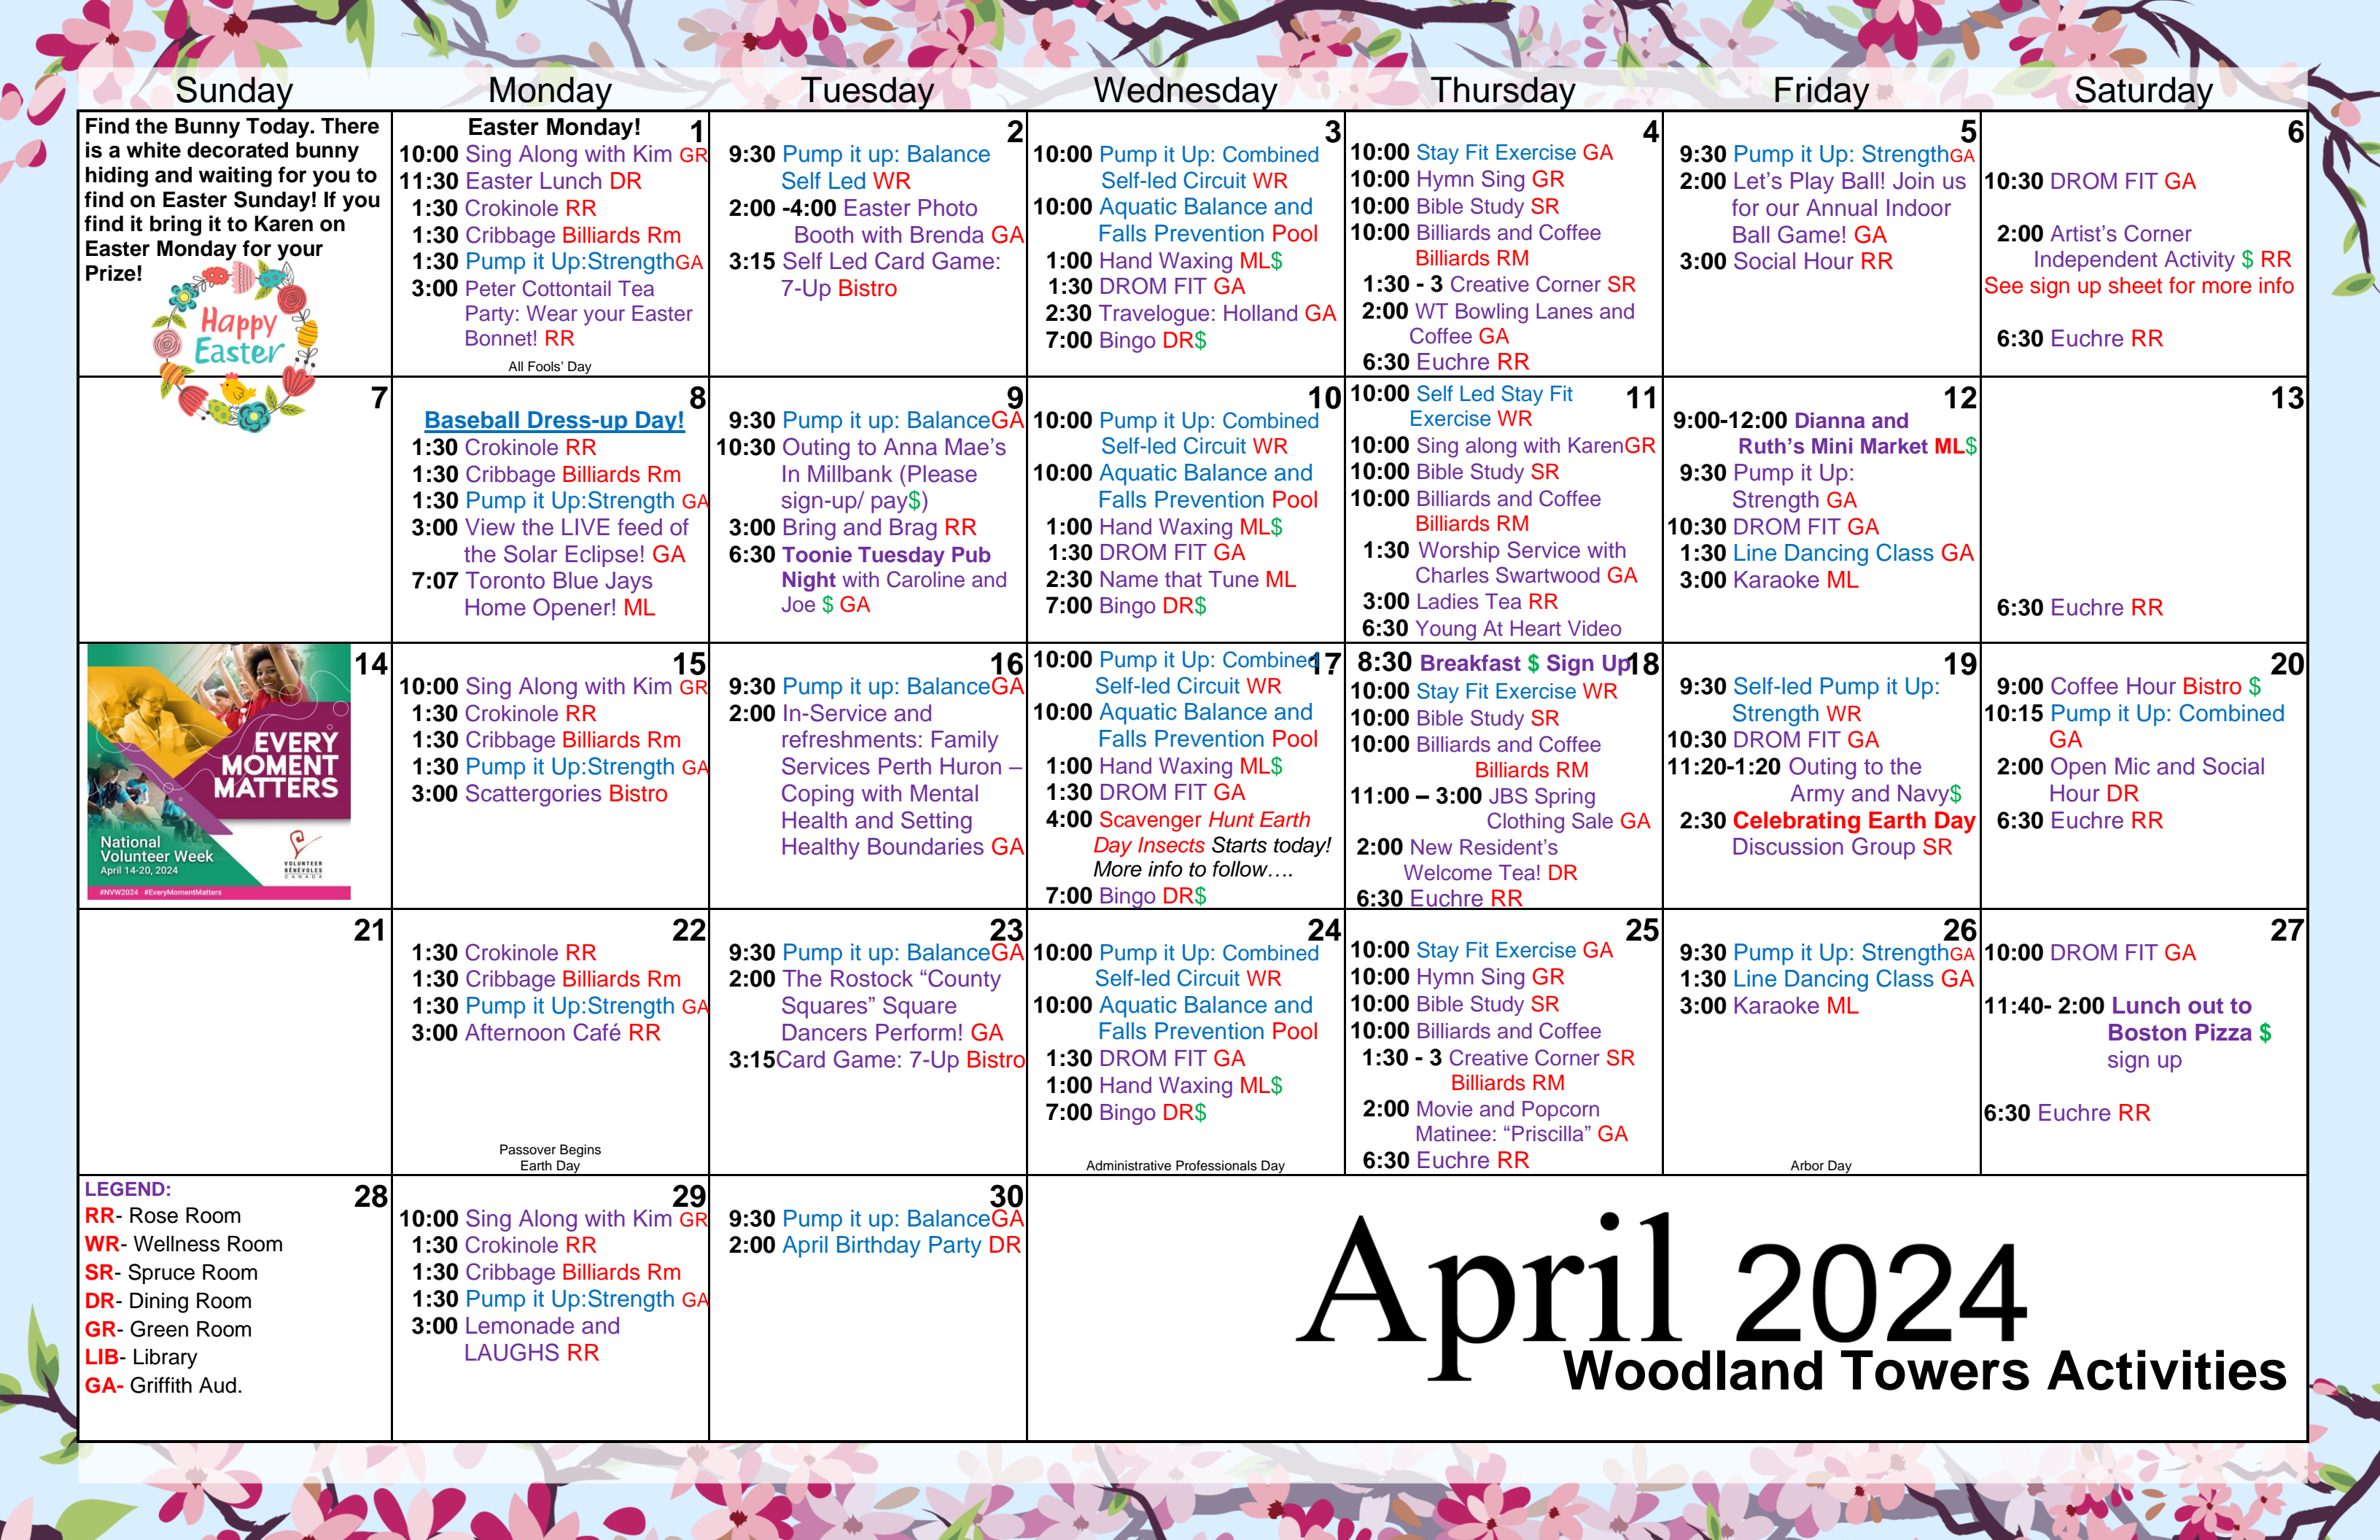 Sunday
Monday
Tuesday
Wednesday
Thursday
Friday
Saturday
Find the Bunny Today. There
is a white decorated bunny
hiding and waiting for you to
find on Easter Sunday! If you
find it bring it to Karen on
Easter Monday for your
Prize!
Happy
Easter
Easter Monday! 1
10:00 Sing Along with Kim GR
11:30 Easter Lunch DR
1:30 Crokinole RR
1:30 Cribbage Billiards Rm
1:30 Pump it Up:StrengthGA
3:00 Peter Cottontail Tea
Party: Wear your Easter
Bonnet! RR
All Fools' Day
2
9:30 Pump it up: Balance
Self Led WR
2:00 -4:00 Easter Photo
Booth with Brenda GA
3:15 Self Led Card Game:
7-Up Bistro
3
10:00 Pump it Up: Combined
Self-led Circuit WR
10:00 Aquatic Balance and
Falls Prevention Pool
1:00 Hand Waxing ML$
1:30 DROM FIT GA
2:30 Travelogue: Holland GA
7:00 Bingo DR$
4
10:00 Stay Fit Exercise GA
10:00 Hymn Sing GR
10:00 Bible Study SR
10:00 Billiards and Coffee
Billiards RM
1:30 - 3 Creative Corner SR
2:00 WT Bowling Lanes and
Coffee GA
6:30 Euchre RR
5
9:30 Pump it Up: StrengthGA
2:00 Let's Play Ball! Join us
for our Annual Indoor
Ball Game! GA
3:00 Social Hour RR
6
10:30 DROM FIT GA
2:00 Artist's Corner
Independent Activity $ RR
See sign up sheet for more info
6:30 Euchre RR
7
8
Baseball Dress-up Day!
1:30 Crokinole RR
1:30 Cribbage Billiards Rm
1:30 Pump it Up:Strength GA
3:00 View the LIVE feed of
the Solar Eclipse! GA
7:07 Toronto Blue Jays
Home Opener! ML
9
9:30 Pump it up: BalanceGA
10:30 Outing to Anna Mae's
In Millbank (Please
sign-up/ pay$)
3:00 Bring and Brag RR
6:30 Toonie Tuesday Pub
Night with Caroline and
Joe $ GA
10
10:00 Pump it Up: Combined
Self-led Circuit WR
10:00 Aquatic Balance and
Falls Prevention Pool
1:00 Hand Waxing ML$
1:30 DROM FIT GA
2:30 Name that Tune ML
7:00 Bingo DR$
10:00 Self Led Stay Fit 11
Exercise WR
10:00 Sing along with KarenGR
10:00 Bible Study SR
10:00 Billiards and Coffee
Billiards RM
1:30 Worship Service with
Charles Swartwood GA
3:00 Ladies Tea RR
6:30 Young At Heart Video
12
9:00-12:00 Dianna and
Ruth's Mini Market ML$
9:30 Pump it Up:
Strength GA
10:30 DROM FIT GA
1:30 Line Dancing Class GA
3:00 Karaoke ML
13
6:30 Euchre RR
14
EVERY
MOMENT
MATTERS
National
Volunteer Week
April 14-20, 2024
VOLUNTEER
BÉNÉVOLES
CANADA
#NVW2024 #EveryMomentMatters
15
10:00 Sing Along with Kim GR
1:30 Crokinole RR
1:30 Cribbage Billiards Rm
1:30 Pump it Up:Strength GA
3:00 Scattergories Bistro
16
9:30 Pump it up: BalanceGA
2:00 In-Service and
refreshments: Family
Services Perth Huron –
Coping with Mental
Health and Setting
Healthy Boundaries GA
10:00 Pump it Up: Combined 17
Self-led Circuit WR
10:00 Aquatic Balance and
Falls Prevention Pool
1:00 Hand Waxing ML$
1:30 DROM FIT GA
4:00 Scavenger Hunt Earth
Day Insects Starts today!
More info to follow….
7:00 Bingo DR$
8:30 Breakfast $ Sign Up 18
10:00 Stay Fit Exercise WR
10:00 Bible Study SR
10:00 Billiards and Coffee
Billiards RM
11:00 – 3:00 JBS Spring
Clothing Sale GA
2:00 New Resident's
Welcome Tea! DR
6:30 Euchre RR
19
9:30 Self-led Pump it Up:
Strength WR
10:30 DROM FIT GA
11:20-1:20 Outing to the
Army and Navy$
2:30 Celebrating Earth Day
Discussion Group SR
20
9:00 Coffee Hour Bistro $
10:15 Pump it Up: Combined
GA
2:00 Open Mic and Social
Hour DR
6:30 Euchre RR
21
22
1:30 Crokinole RR
1:30 Cribbage Billiards Rm
1:30 Pump it Up:Strength GA
3:00 Afternoon Café RR
Passover Begins
Earth Day
23
9:30 Pump it up: BalanceGA
2:00 The Rostock “County
Squares” Square
Dancers Perform! GA
3:15Card Game: 7-Up Bistro
24
10:00 Pump it Up: Combined
Self-led Circuit WR
10:00 Aquatic Balance and
Falls Prevention Pool
1:30 DROM FIT GA
1:00 Hand Waxing ML$
7:00 Bingo DR$
Administrative Professionals Day
25
10:00 Stay Fit Exercise GA
10:00 Hymn Sing GR
10:00 Bible Study SR
10:00 Billiards and Coffee
1:30 - 3 Creative Corner SR
Billiards RM
2:00 Movie and Popcorn
Matinee: “Priscilla” GA
6:30 Euchre RR
26
9:30 Pump it Up: StrengthGA
1:30 Line Dancing Class GA
3:00 Karaoke ML
Arbor Day
27
10:00 DROM FIT GA
11:40- 2:00 Lunch out to
Boston Pizza $
sign up
6:30 Euchre RR
LEGEND: 28
RR- Rose Room
WR- Wellness Room
SR- Spruce Room
DR- Dining Room
GR- Green Room
LIB- Library
GA- Griffith Aud.
29
10:00 Sing Along with Kim GR
1:30 Crokinole RR
1:30 Cribbage Billiards Rm
1:30 Pump it Up:Strength GA
3:00 Lemonade and
LAUGHS RR
30
9:30 Pump it up: BalanceGA
2:00 April Birthday Party DR
April 2024
Woodland Towers Activities